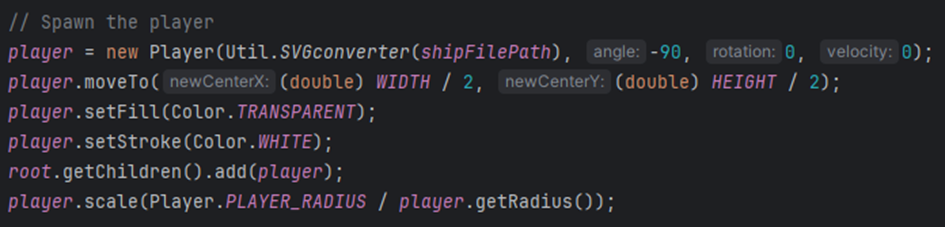 // Spawn the player
player = new Player(Util.SVGconverter(shipFilePath), angle: -90, rotation: 0, velocity: 0);
player.moveTo( newCenterX: (double) WIDTH / 2, newCenterY: (double) HEIGHT / 2);
player.setFill(Color.TRANSPARENT);
player.setStroke(Color.WHITE);
root.getChildren().add(player);
player.scale(Player.PLAYER_RADIUS / player.getRadius());